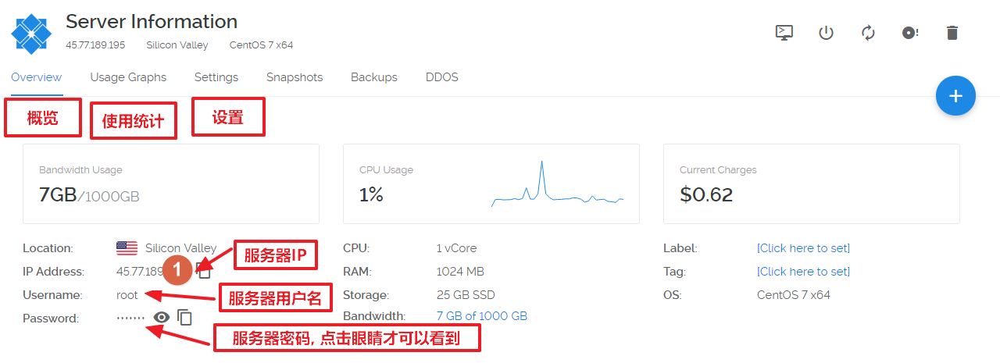 Server Information
45.77.189.195 Silicon Valley CentOS 7 x64
Overview Usage Graphs Settings Snapshots Backups DDOS
概览 使用统计 设置
Bandwidth Usage CPU Usage Current Charges
7GB/1000GB 1% $0.62
Location: Silicon Valley CPU: 1 vCore Label: [Click here to set]
服务器IP
IP Address: 45.77.189 1 RAM: 1024 MB Tag: [Click here to set]
Username: root 服务器用户名 Storage: 25 GB SSD OS: CentOS 7 x64
Password: ······· Bandwidth: 7 GB of 1000 GB
服务器密码, 点击眼睛才可以看到